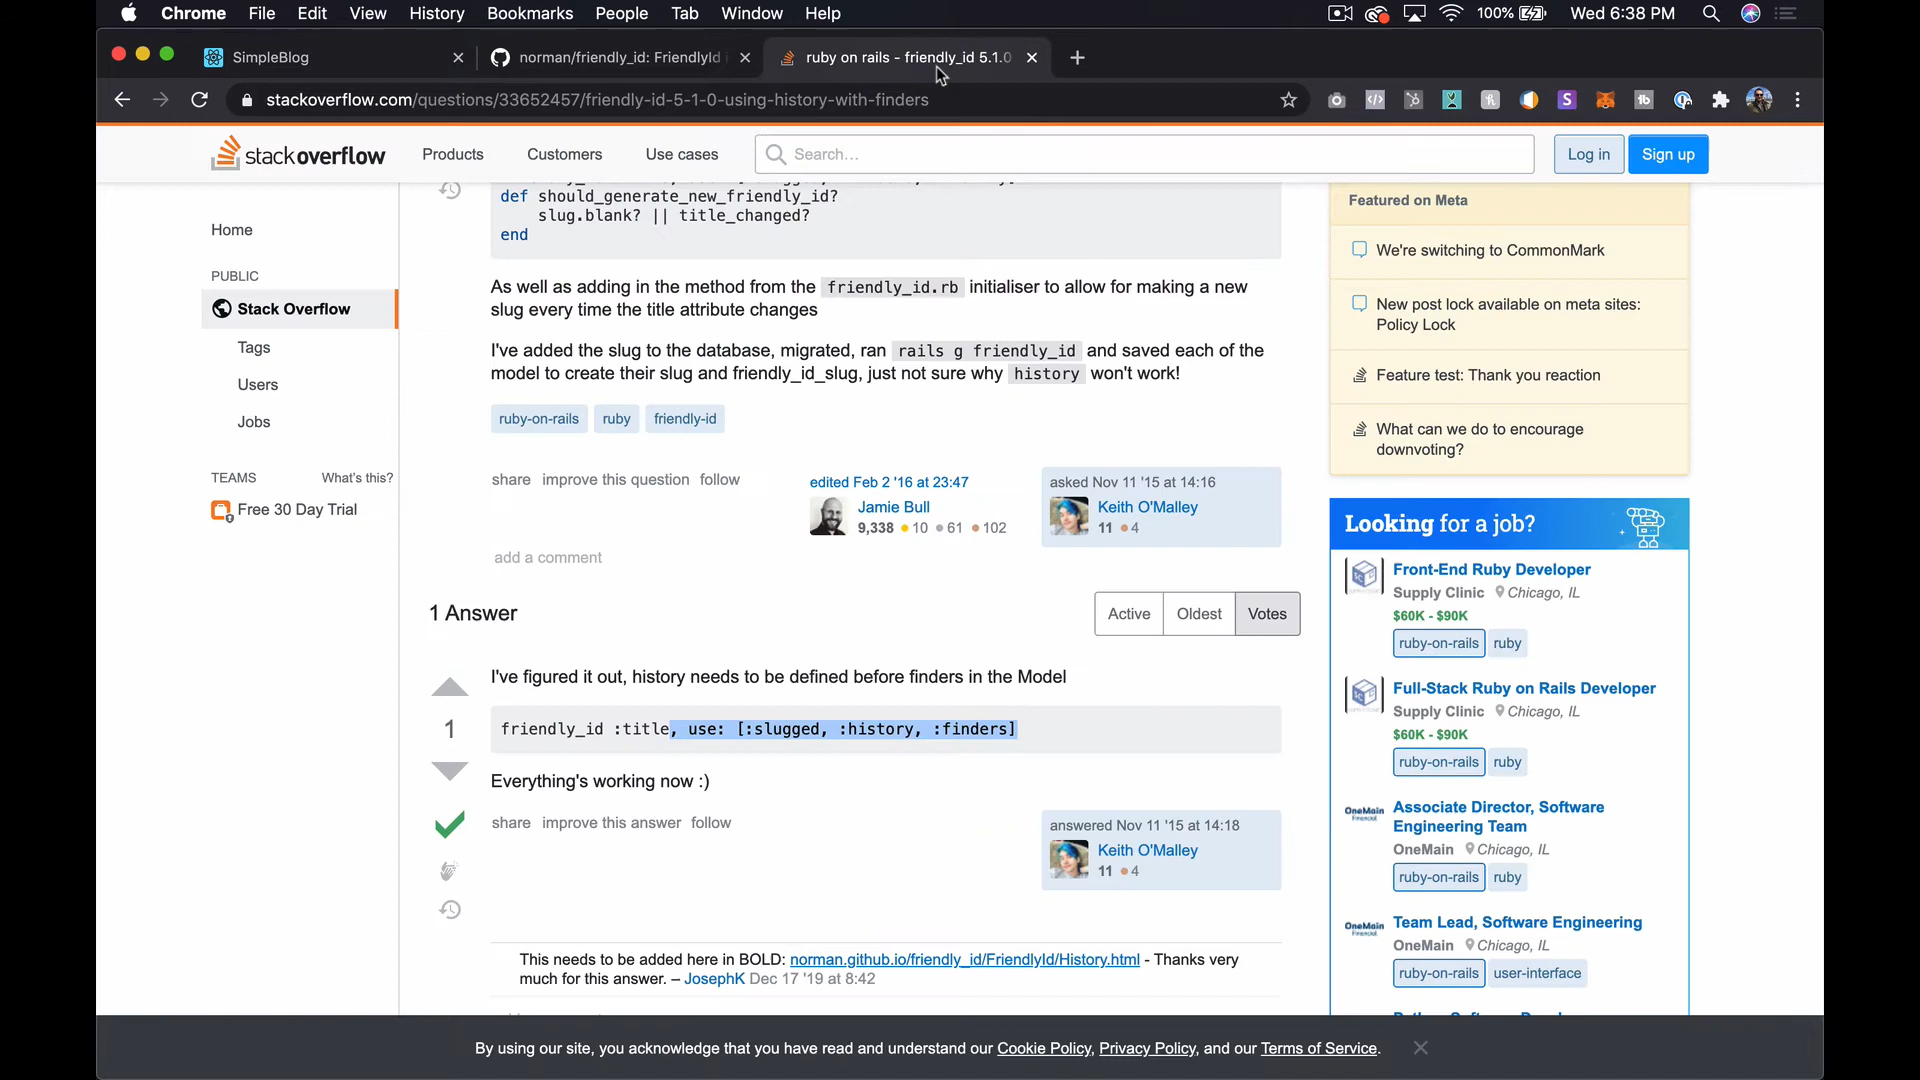 Chrome File Edit View History Bookmarks People Tab Window Help 100% Wed 6:38 PM
SimpleBlog norman/friendly_id: FriendlyId ruby on rails - friendly_id 5.1.0
stackoverflow.com/questions/33652457/friendly-id-5-1-0-using-history-with-finders
stackoverflow Products Customers Use cases Search... Log in Sign up
Home
PUBLIC
Stack Overflow
Tags
Users
Jobs
TEAMS What's this?
Free 30 Day Trial
def should_generate_new_friendly_id?
slug.blank? || title_changed?
end
As well as adding in the method from the friendly_id.rb initialiser to allow for making a new
slug every time the title attribute changes
I've added the slug to the database, migrated, ran rails g friendly_id and saved each of the
model to create their slug and friendly_id_slug, just not sure why history won't work!
ruby-on-rails ruby friendly-id
share improve this question follow
edited Feb 2 '16 at 23:47
Jamie Bull
9,338 10 61 102
asked Nov 11 '15 at 14:16
Keith O'Malley
11 4
add a comment
1 Answer
Active Oldest Votes
I've figured it out, history needs to be defined before finders in the Model
1
friendly_id :title, use: [:slugged, :history, :finders]
Everything's working now :)
share improve this answer follow
answered Nov 11 '15 at 14:18
Keith O'Malley
11 4
This needs to be added here in BOLD: norman.github.io/friendly_id/FriendlyId/History.html - Thanks very
much for this answer. – JosephK Dec 17 '19 at 8:42
Featured on Meta
We're switching to CommonMark
New post lock available on meta sites:
Policy Lock
Feature test: Thank you reaction
What can we do to encourage
downvoting?
Looking for a job?
Front-End Ruby Developer
Supply Clinic Chicago, IL
$60K - $90K
ruby-on-rails ruby
Full-Stack Ruby on Rails Developer
Supply Clinic Chicago, IL
$60K - $90K
ruby-on-rails ruby
Associate Director, Software
Engineering Team
OneMain Chicago, IL
ruby-on-rails ruby
Team Lead, Software Engineering
OneMain Chicago, IL
ruby-on-rails user-interface
By using our site, you acknowledge that you have read and understand our Cookie Policy, Privacy Policy, and our Terms of Service.